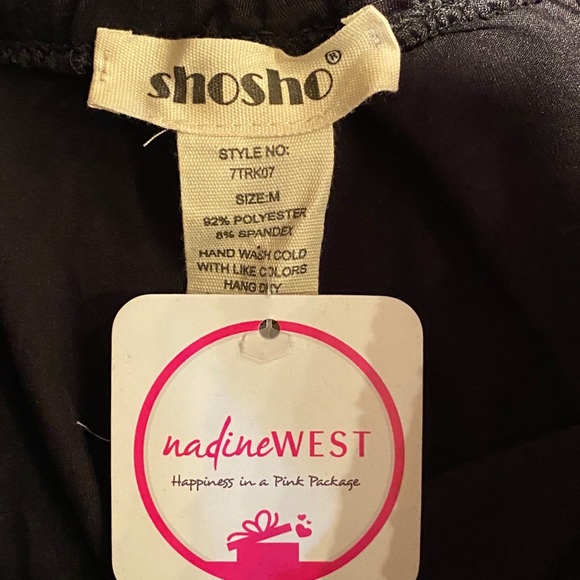 shosho®
STYLE NO:
7TRK07
SIZE:M
92% POLYESTER
8% SPANDEX
HAND WASH COLD
WITH LIKE COLORS
HANG DRY
nadineWEST
Happiness in a Pink Package